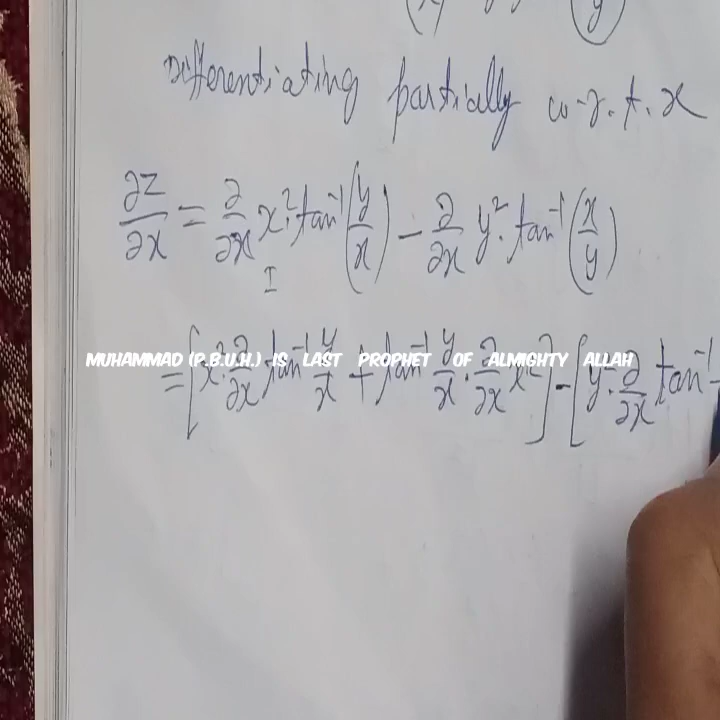 Differentiating partially w.r.t. x
∂z/∂x = ∂/∂x x².tan⁻¹(y/x) − ∂/∂x y².tan⁻¹(x/y)
I
MUHAMMAD (P.B.U.H.) IS LAST PROPHET OF ALMIGHTY ALLAH
= [x².∂/∂x tan⁻¹ y/x + tan⁻¹ y/x . ∂/∂x x²] − [y².∂/∂x tan⁻¹